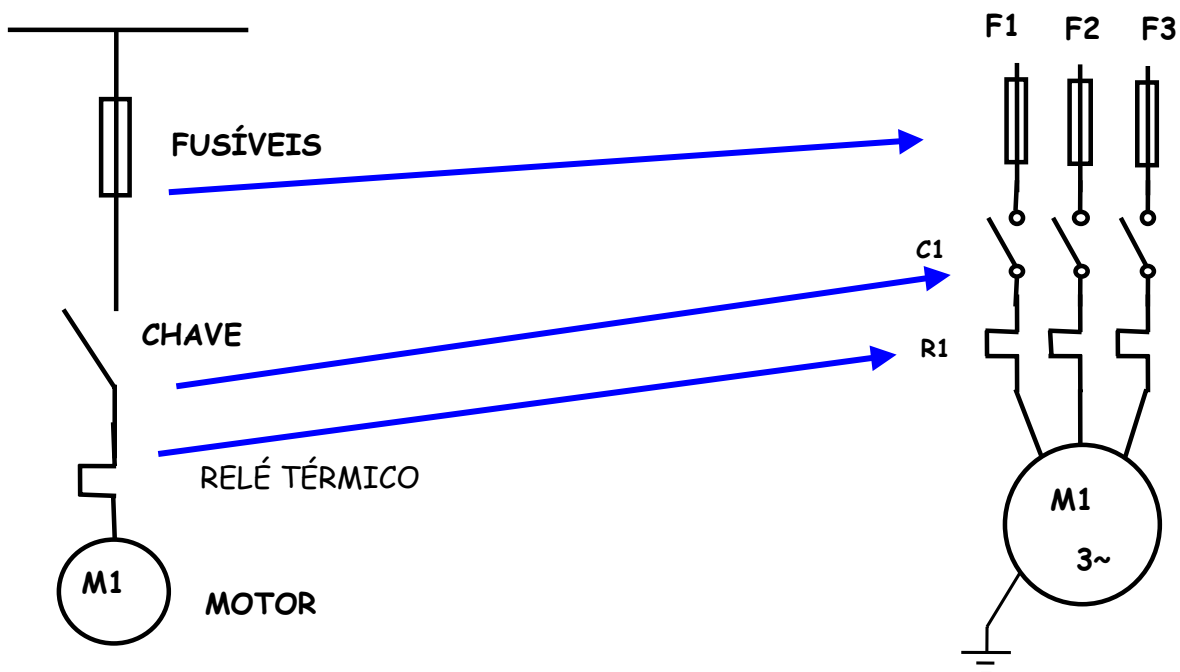 F1 F2 F3
FUSÍVEIS
C1
CHAVE
R1
RELÉ TÉRMICO
M1
3~
M1
MOTOR